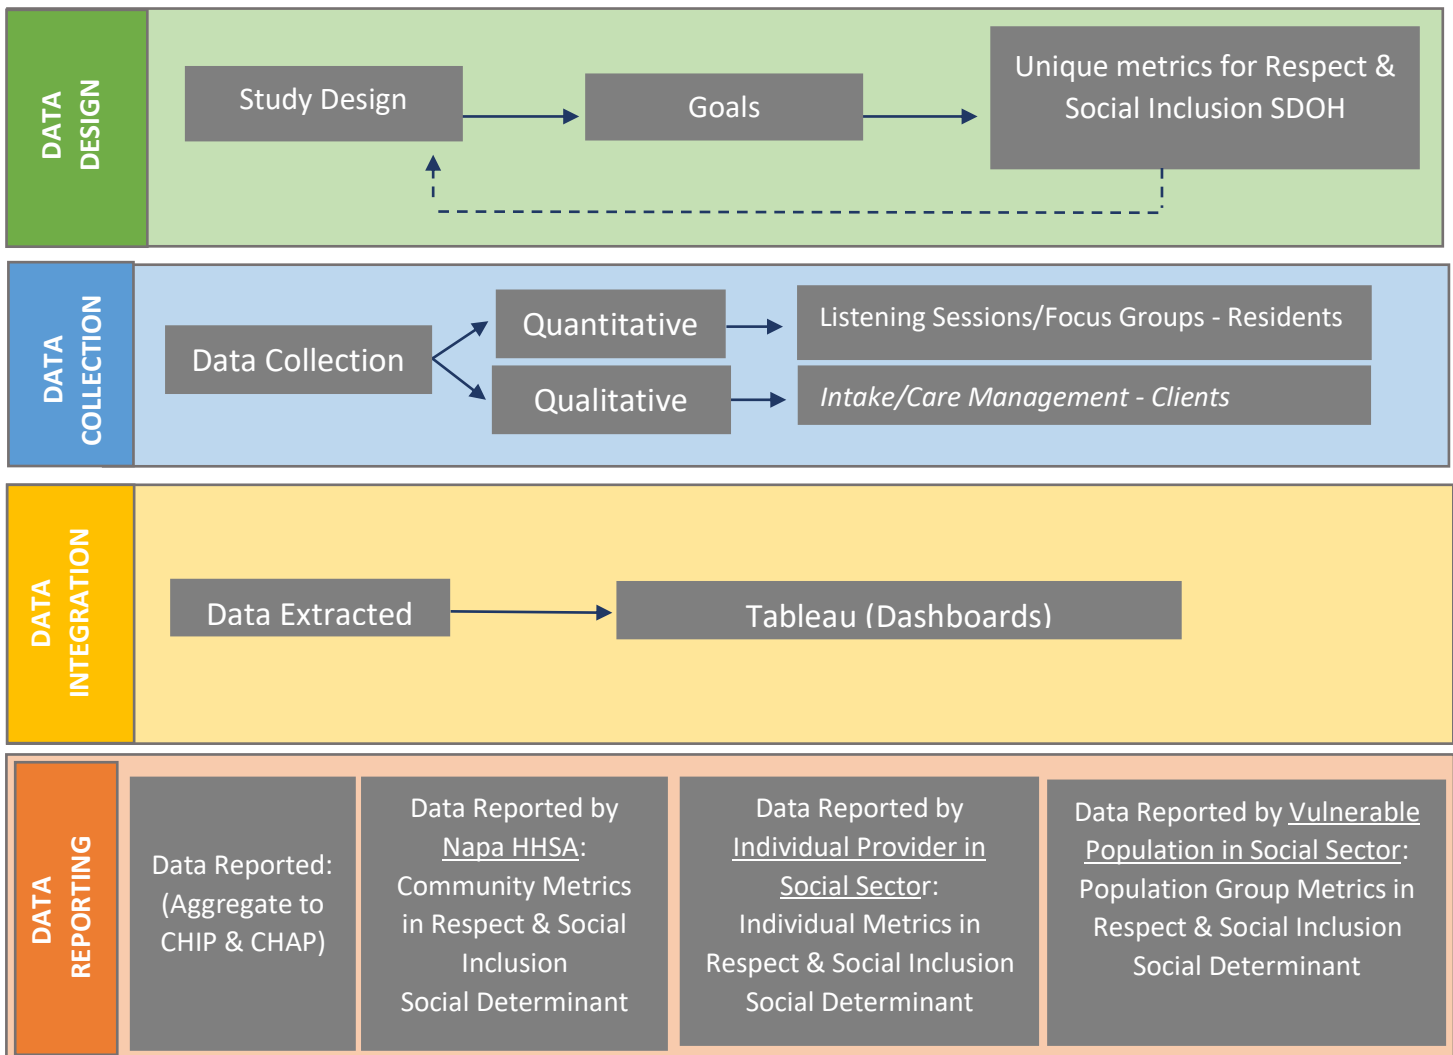 DATA
DESIGN
Study Design
Goals
Unique metrics for Respect &
Social Inclusion SDOH
DATA
COLLECTION
Data Collection
Quantitative
Listening Sessions/Focus Groups - Residents
Qualitative
Intake/Care Management - Clients
DATA
INTEGRATION
Data Extracted
Tableau (Dashboards)
DATA
REPORTING
Data Reported:
(Aggregate to
CHIP & CHAP)
Data Reported by
Napa HHSA:
Community Metrics
in Respect & Social
Inclusion
Social Determinant
Data Reported by
Individual Provider in
Social Sector:
Individual Metrics in
Respect & Social Inclusion
Social Determinant
Data Reported by Vulnerable
Population in Social Sector:
Population Group Metrics in
Respect & Social Inclusion
Social Determinant